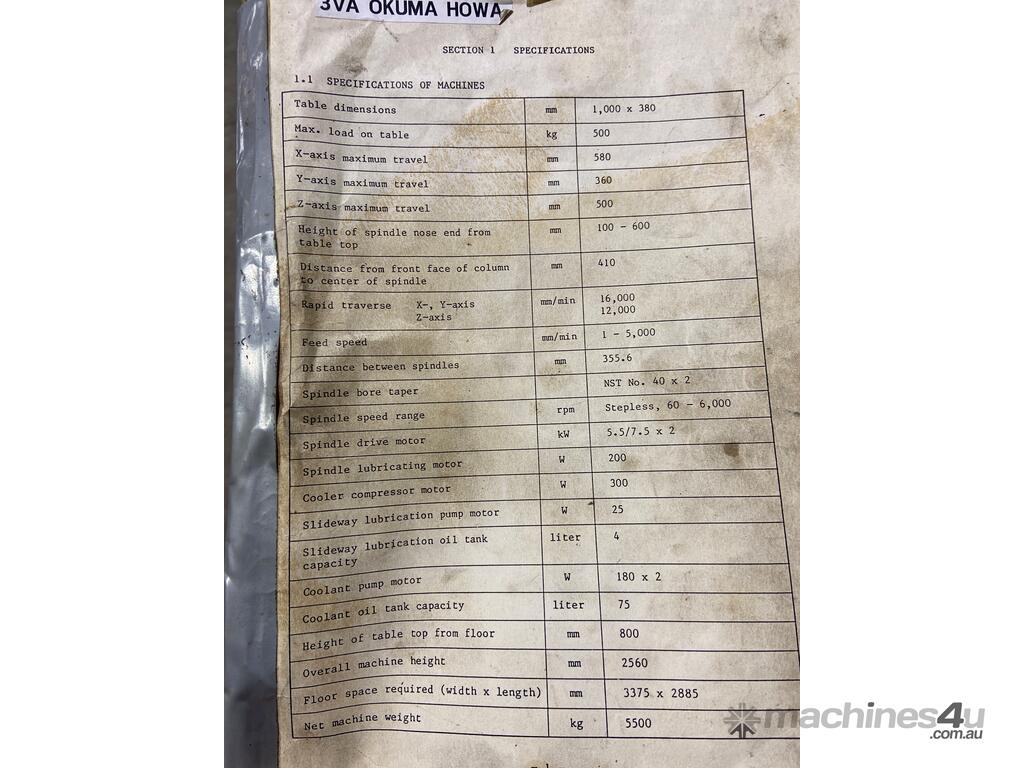 3VA OKUMA HOWA
SECTION 1 SPECIFICATIONS
1.1 SPECIFICATIONS OF MACHINES
Table dimensions mm 1,000 x 380
Max. load on table kg 500
X-axis maximum travel mm 580
Y-axis maximum travel mm 360
Z-axis maximum travel mm 500
Height of spindle nose end from mm 100 - 600
table top
Distance from front face of column mm 410
to center of spindle
Rapid traverse X-, Y-axis mm/min 16,000
Z-axis 12,000
Feed speed mm/min 1 - 5,000
Distance between spindles mm 355.6
Spindle bore taper NST No. 40 x 2
Spindle speed range rpm Stepless, 60 - 6,000
Spindle drive motor kW 5.5/7.5 x 2
Spindle lubricating motor W 200
Cooler compressor motor W 300
Slideway lubrication pump motor W 25
Slideway lubrication oil tank liter 4
capacity
Coolant pump motor W 180 x 2
Coolant oil tank capacity liter 75
Height of table top from floor mm 800
Overall machine height mm 2560
Floor space required (width x length) mm 3375 x 2885
Net machine weight kg 5500
machines4u
.com.au